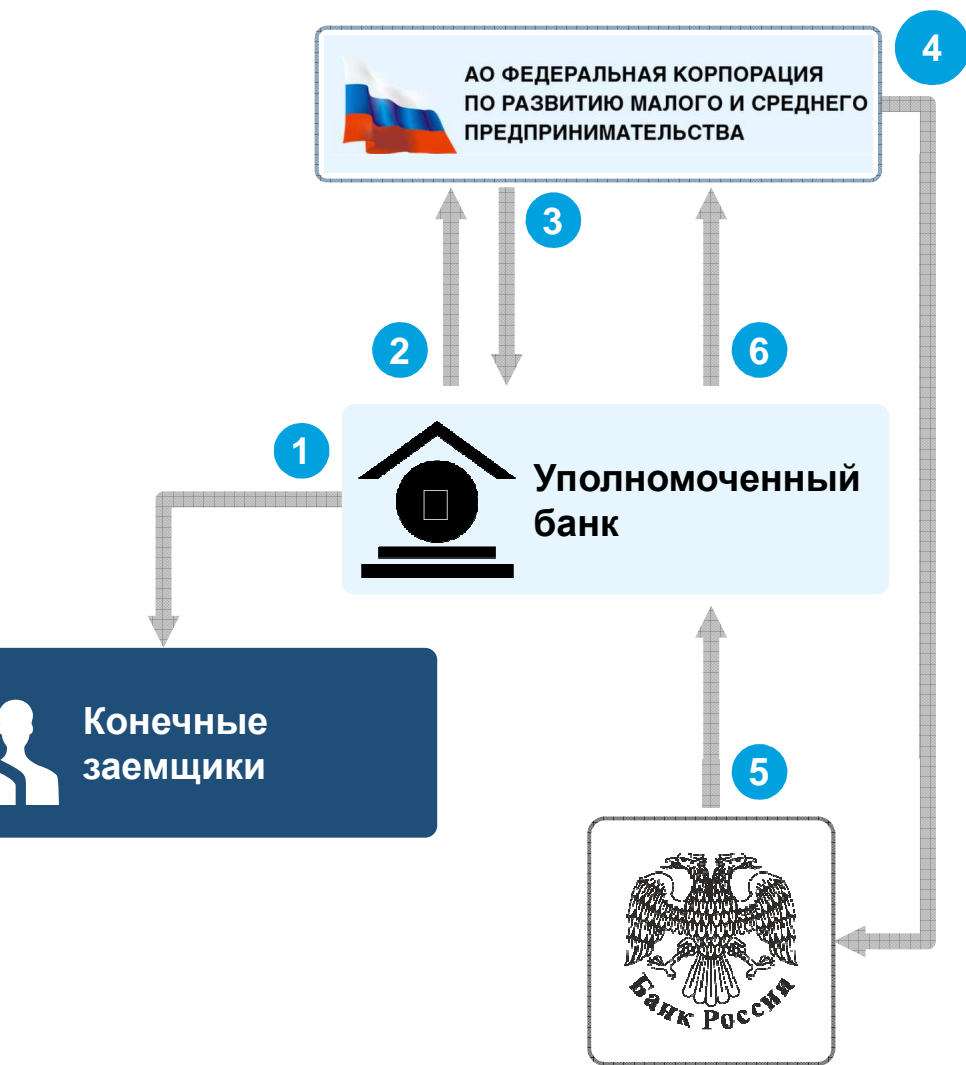 4
АО ФЕДЕРАЛЬНАЯ КОРПОРАЦИЯ
ПО РАЗВИТИЮ МАЛОГО И СРЕДНЕГО
ПРЕДПРИНИМАТЕЛЬСТВА
3
2
6
1
Уполномоченный
банк
Конечные
заемщики
5
Банк России